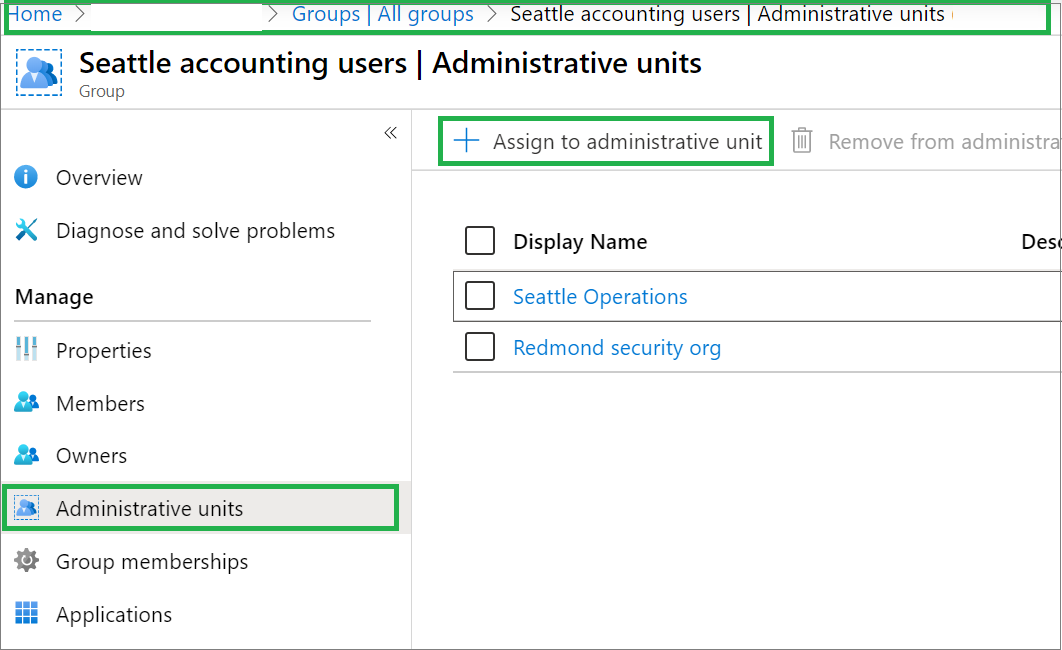 Home > > Groups | All groups > Seattle accounting users | Administrative units
Seattle accounting users | Administrative units
Group
«
+ Assign to administrative unit Remove from administra
Overview
Diagnose and solve problems
Display Name Desc
Manage
Seattle Operations
Redmond security org
Properties
Members
Owners
Administrative units
Group memberships
Applications